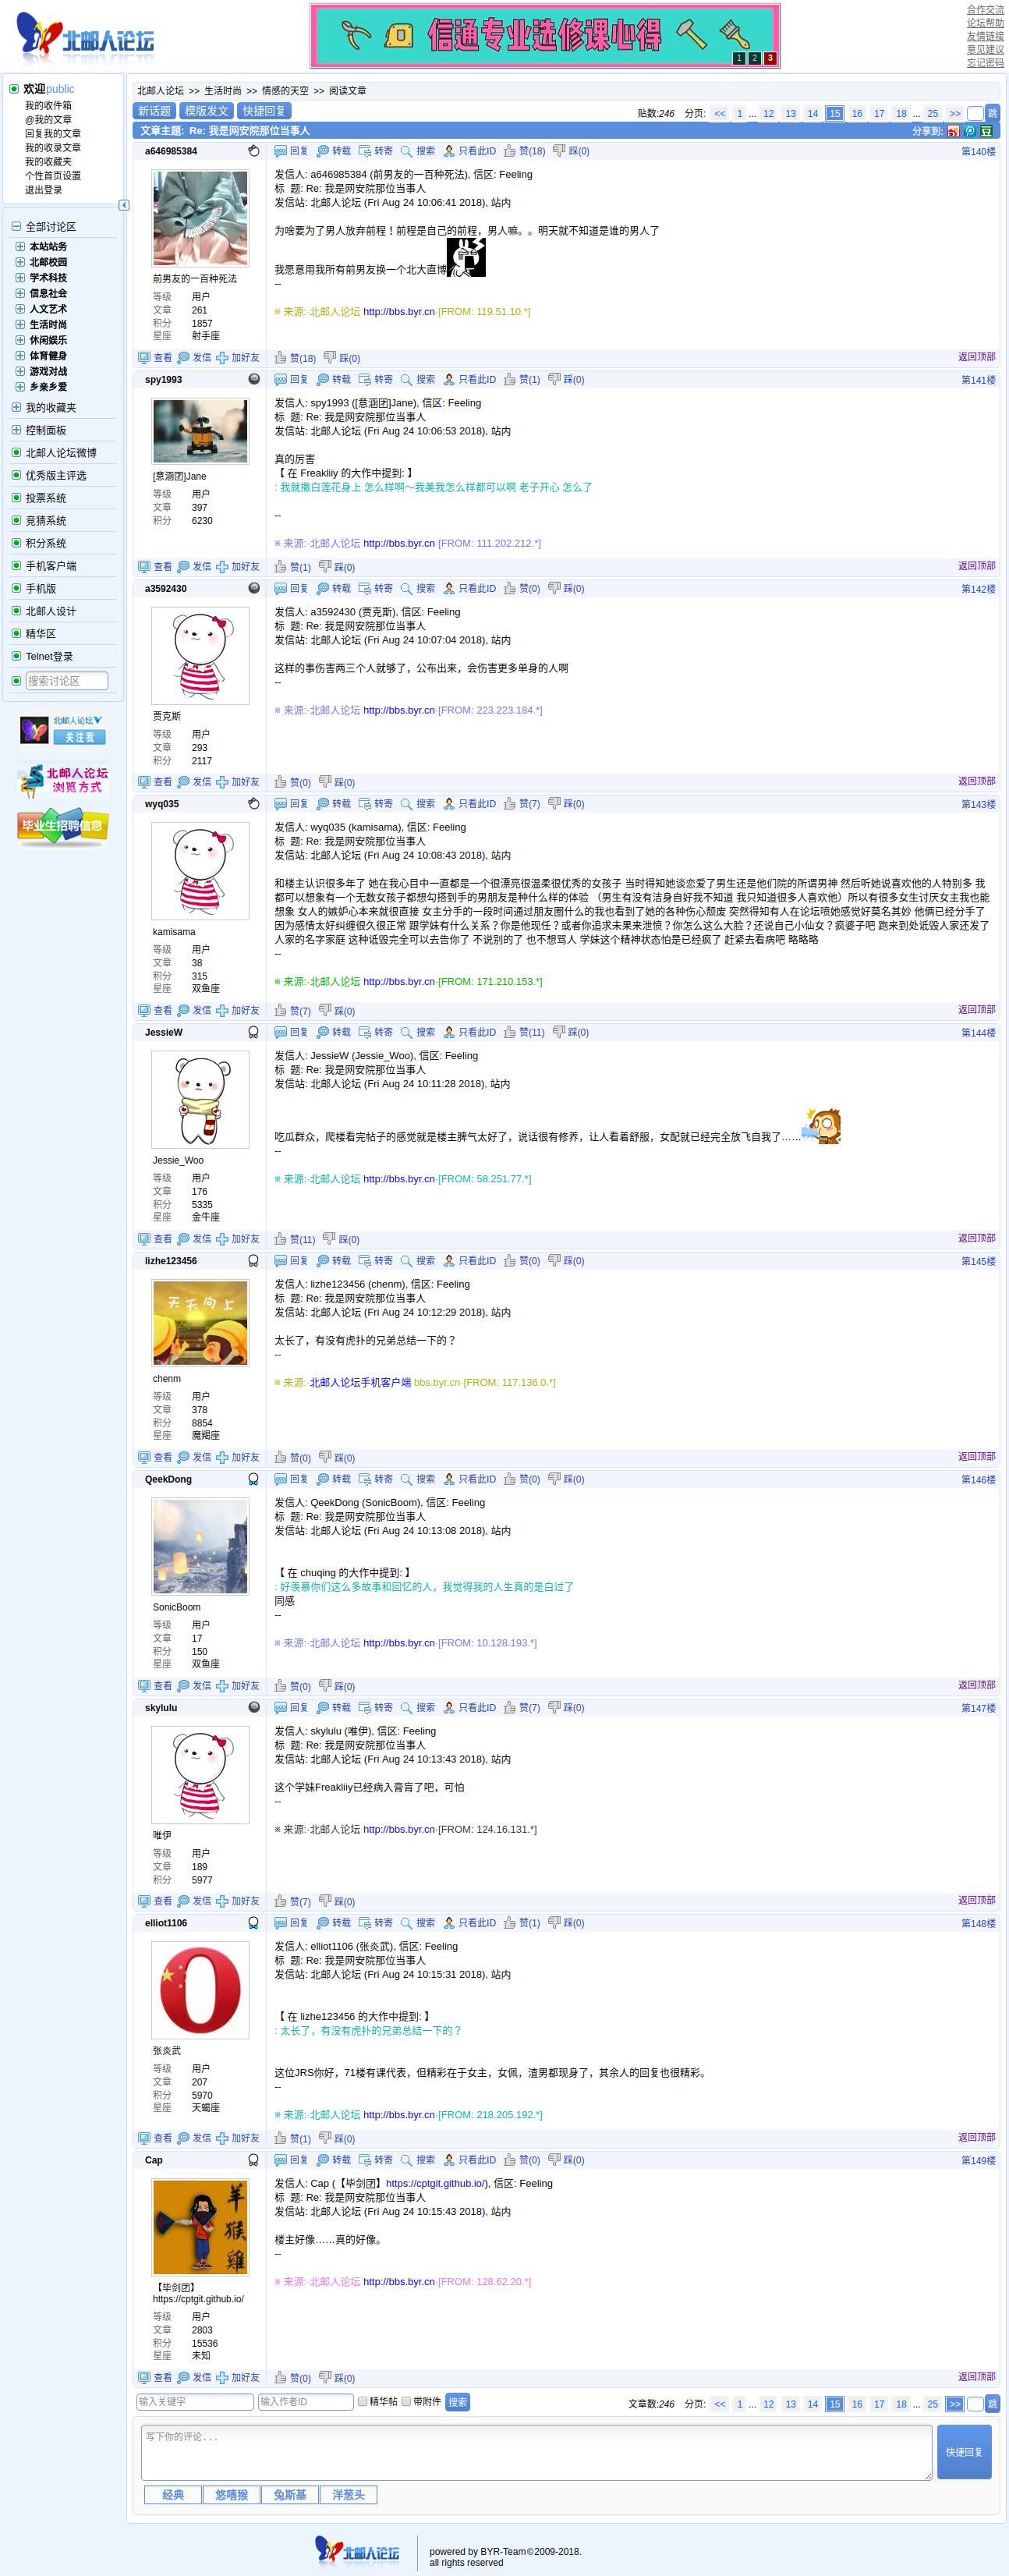 北邮人论坛
信通专业选修课心得
1 2 3
合作交流
论坛帮助
友情链接
意见建议
忘记密码
欢迎public
我的收件箱
@我的文章
回复我的文章
我的收录文章
我的收藏夹
个性首页设置
退出登录
全部讨论区
本站站务
北邮校园
学术科技
信息社会
人文艺术
生活时尚
休闲娱乐
体育健身
游戏对战
乡亲乡爱
我的收藏夹
控制面板
北邮人论坛微博
优秀版主评选
投票系统
竞猜系统
积分系统
手机客户端
手机版
北邮人设计
精华区
Telnet登录
搜索讨论区
北邮人论坛
关注我
北邮人论坛
浏览方式
毕业生招聘信息
北邮人论坛 >> 生活时尚 >> 情感的天空 >> 阅读文章
新话题 模版发文 快捷回复
贴数:246 分页: << 1 ... 12 13 14 15 16 17 18 ... 25 >> 跳
文章主题: Re: 我是网安院那位当事人
分享到:
a646985384
回复 转载 转寄 搜索 只看此ID 赞(18) 踩(0) 第140楼
前男友的一百种死法
等级 用户
文章 261
积分 1857
星座 射手座
发信人: a646985384 (前男友的一百种死法), 信区: Feeling
标 题: Re: 我是网安院那位当事人
发信站: 北邮人论坛 (Fri Aug 24 10:06:41 2018), 站内
为啥要为了男人放弃前程！前程是自己的前程，男人嘛。。明天就不知道是谁的男人了
我愿意用我所有前男友换一个北大直博
--
※ 来源:·北邮人论坛 http://bbs.byr.cn·[FROM: 119.51.10.*]
查看 发信 加好友 赞(18) 踩(0) 返回顶部
spy1993
回复 转载 转寄 搜索 只看此ID 赞(1) 踩(0) 第141楼
[意涵团]Jane
等级 用户
文章 397
积分 6230
发信人: spy1993 ([意涵团]Jane), 信区: Feeling
标 题: Re: 我是网安院那位当事人
发信站: 北邮人论坛 (Fri Aug 24 10:06:53 2018), 站内
真的厉害
【 在 Freakliiy 的大作中提到: 】
: 我就撒白莲花身上 怎么样啊～我美我怎么样都可以啊 老子开心 怎么了
--
※ 来源:·北邮人论坛 http://bbs.byr.cn·[FROM: 111.202.212.*]
查看 发信 加好友 赞(1) 踩(0) 返回顶部
a3592430
回复 转载 转寄 搜索 只看此ID 赞(0) 踩(0) 第142楼
贾克斯
等级 用户
文章 293
积分 2117
发信人: a3592430 (贾克斯), 信区: Feeling
标 题: Re: 我是网安院那位当事人
发信站: 北邮人论坛 (Fri Aug 24 10:07:04 2018), 站内
这样的事伤害两三个人就够了，公布出来，会伤害更多单身的人啊
--
※ 来源:·北邮人论坛 http://bbs.byr.cn·[FROM: 223.223.184.*]
查看 发信 加好友 赞(0) 踩(0) 返回顶部
wyq035
回复 转载 转寄 搜索 只看此ID 赞(7) 踩(0) 第143楼
kamisama
等级 用户
文章 38
积分 315
星座 双鱼座
发信人: wyq035 (kamisama), 信区: Feeling
标 题: Re: 我是网安院那位当事人
发信站: 北邮人论坛 (Fri Aug 24 10:08:43 2018), 站内
和楼主认识很多年了 她在我心目中一直都是一个很漂亮很温柔很优秀的女孩子 当时得知她谈恋爱了男生还是他们院的所谓男神 然后听她说喜欢他的人特别多 我
都可以想象有一个无数女孩子都想勾搭到手的男朋友是种什么样的体验 （男生有没有洁身自好我不知道 我只知道很多人喜欢他）所以有很多女生讨厌女主我也能
想象 女人的嫉妒心本来就很直接 女主分手的一段时间通过朋友圈什么的我也看到了她的各种伤心颓废 突然得知有人在论坛喷她感觉好莫名其妙 他俩已经分手了
因为感情太好纠缠很久很正常 跟学妹有什么关系？你是他现任？或者你追求未果来泄愤？你怎么这么大脸？还说自己小仙女？疯婆子吧 跑来到处诋毁人家还发了
人家的名字家庭 这种诋毁完全可以去告你了 不说别的了 也不想骂人 学妹这个精神状态怕是已经疯了 赶紧去看病吧 略略略
--
※ 来源:·北邮人论坛 http://bbs.byr.cn·[FROM: 171.210.153.*]
查看 发信 加好友 赞(7) 踩(0) 返回顶部
JessieW
回复 转载 转寄 搜索 只看此ID 赞(11) 踩(0) 第144楼
Jessie_Woo
等级 用户
文章 176
积分 5335
星座 金牛座
发信人: JessieW (Jessie_Woo), 信区: Feeling
标 题: Re: 我是网安院那位当事人
发信站: 北邮人论坛 (Fri Aug 24 10:11:28 2018), 站内
吃瓜群众，爬楼看完帖子的感觉就是楼主脾气太好了，说话很有修养，让人看着舒服，女配就已经完全放飞自我了……
--
※ 来源:·北邮人论坛 http://bbs.byr.cn·[FROM: 58.251.77.*]
查看 发信 加好友 赞(11) 踩(0) 返回顶部
lizhe123456
回复 转载 转寄 搜索 只看此ID 赞(0) 踩(0) 第145楼
天天向上
chenm
等级 用户
文章 378
积分 8854
星座 魔羯座
发信人: lizhe123456 (chenm), 信区: Feeling
标 题: Re: 我是网安院那位当事人
发信站: 北邮人论坛 (Fri Aug 24 10:12:29 2018), 站内
太长了，有没有虎扑的兄弟总结一下的？
--
※ 来源:·北邮人论坛手机客户端 bbs.byr.cn·[FROM: 117.136.0.*]
查看 发信 加好友 赞(0) 踩(0) 返回顶部
QeekDong
回复 转载 转寄 搜索 只看此ID 赞(0) 踩(0) 第146楼
SonicBoom
等级 用户
文章 17
积分 150
星座 双鱼座
发信人: QeekDong (SonicBoom), 信区: Feeling
标 题: Re: 我是网安院那位当事人
发信站: 北邮人论坛 (Fri Aug 24 10:13:08 2018), 站内
【 在 chuqing 的大作中提到: 】
: 好羡慕你们这么多故事和回忆的人，我觉得我的人生真的是白过了
同感
--
※ 来源:·北邮人论坛 http://bbs.byr.cn·[FROM: 10.128.193.*]
查看 发信 加好友 赞(0) 踩(0) 返回顶部
skylulu
回复 转载 转寄 搜索 只看此ID 赞(7) 踩(0) 第147楼
唯伊
等级 用户
文章 189
积分 5977
发信人: skylulu (唯伊), 信区: Feeling
标 题: Re: 我是网安院那位当事人
发信站: 北邮人论坛 (Fri Aug 24 10:13:43 2018), 站内
这个学妹Freakliiy已经病入膏肓了吧，可怕
--
※ 来源:·北邮人论坛 http://bbs.byr.cn·[FROM: 124.16.131.*]
查看 发信 加好友 赞(7) 踩(0) 返回顶部
elliot1106
回复 转载 转寄 搜索 只看此ID 赞(1) 踩(0) 第148楼
张炎武
等级 用户
文章 207
积分 5970
星座 天蝎座
发信人: elliot1106 (张炎武), 信区: Feeling
标 题: Re: 我是网安院那位当事人
发信站: 北邮人论坛 (Fri Aug 24 10:15:31 2018), 站内
【 在 lizhe123456 的大作中提到: 】
: 太长了，有没有虎扑的兄弟总结一下的？
这位JRS你好，71楼有课代表，但精彩在于女主，女佩，渣男都现身了，其余人的回复也很精彩。
--
※ 来源:·北邮人论坛 http://bbs.byr.cn·[FROM: 218.205.192.*]
查看 发信 加好友 赞(1) 踩(0) 返回顶部
Cap
回复 转载 转寄 搜索 只看此ID 赞(0) 踩(0) 第149楼
羊猴雞
【毕剑团】
https://cptgit.github.io/
等级 用户
文章 2803
积分 15536
星座 未知
发信人: Cap (【毕剑团】https://cptgit.github.io/), 信区: Feeling
标 题: Re: 我是网安院那位当事人
发信站: 北邮人论坛 (Fri Aug 24 10:15:43 2018), 站内
楼主好像……真的好像。
--
※ 来源:·北邮人论坛 http://bbs.byr.cn·[FROM: 128.62.20.*]
查看 发信 加好友 赞(0) 踩(0) 返回顶部
输入关键字 输入作者ID 精华帖 带附件 搜索
文章数:246 分页: << 1 ... 12 13 14 15 16 17 18 ... 25 >> 跳
写下你的评论...
快捷回复
经典 悠嘻猴 兔斯基 洋葱头
北邮人论坛
powered by BYR-Team©2009-2018.
all rights reserved